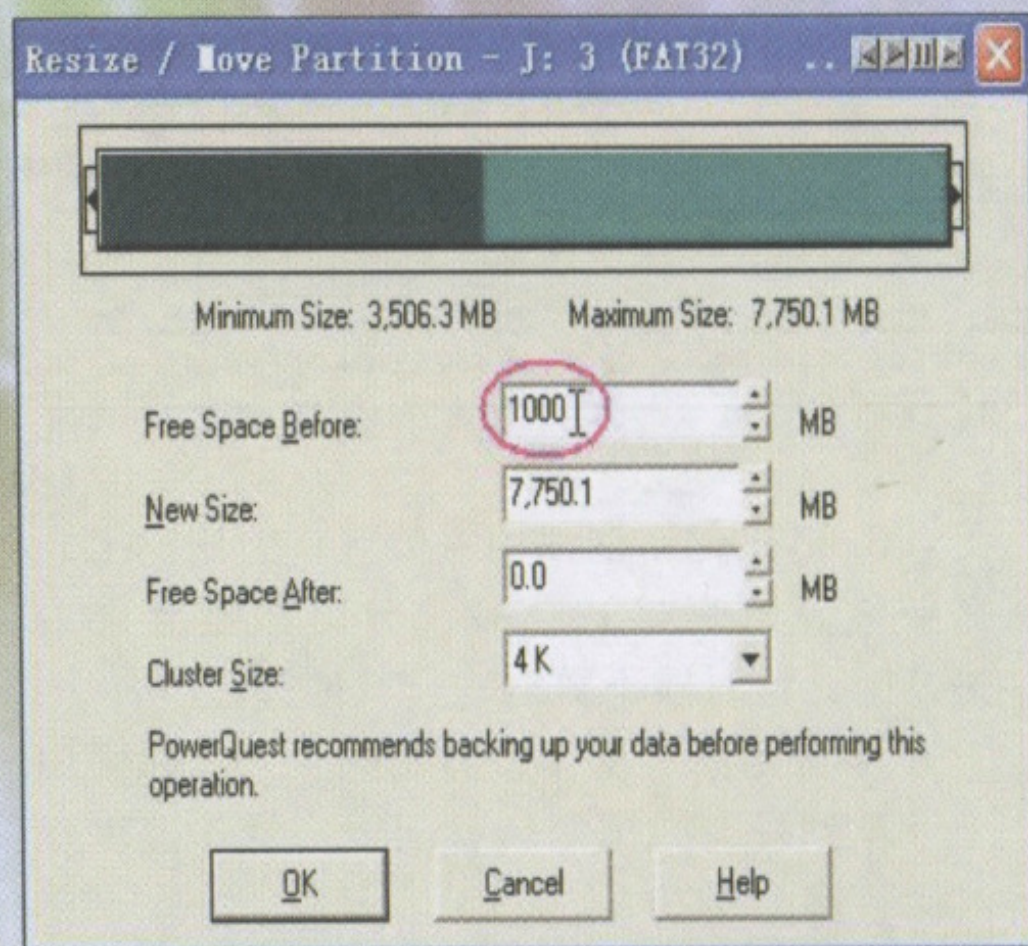 Resize / Move Partition - J: 3 (FAT32) ..
Minimum Size: 3,506.3 MB Maximum Size: 7,750.1 MB
Free Space Before: 1000 MB
New Size: 7,750.1 MB
Free Space After: 0.0 MB
Cluster Size: 4 K
PowerQuest recommends backing up your data before performing this
operation.
OK Cancel Help